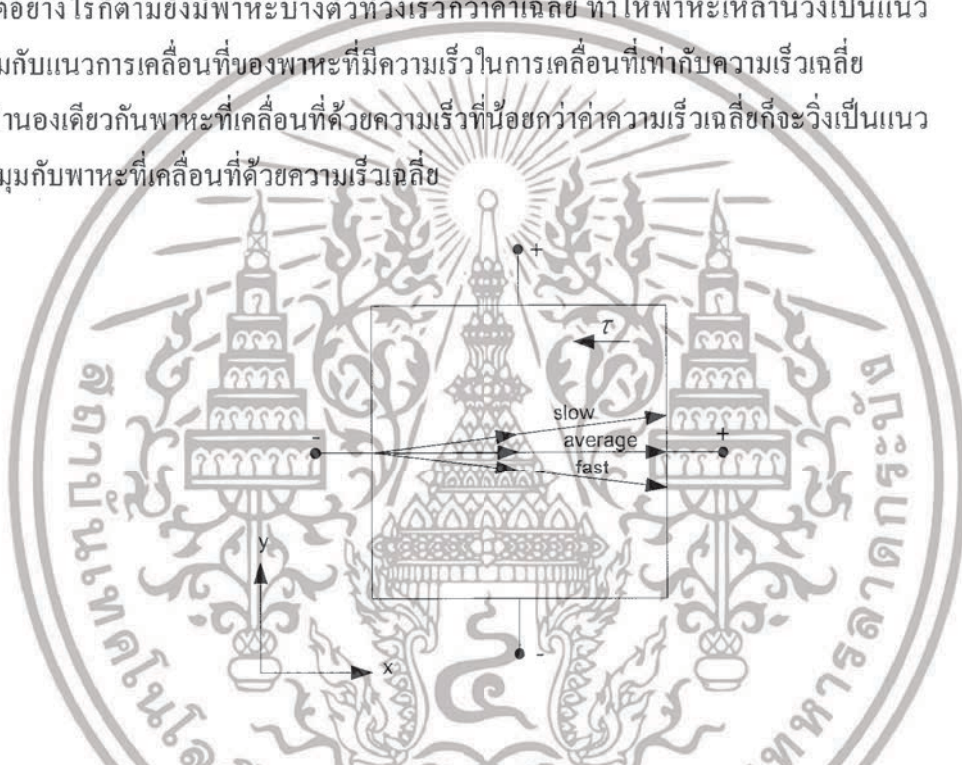 อย่างไรก็ตามยังมีพาหะบางตัวที่วิ่งเร็วกว่าค่าเฉลี่ย ทำให้พาหะเหล่านี้วิ่งเป็นแนว
มกับแนวการเคลื่อนที่ของพาหะที่มีความเร็วในการเคลื่อนที่เท่ากับความเร็วเฉลี่ย
านองเดียวกันพาหะที่เคลื่อนที่ด้วยความเร็วที่น้อยกว่าค่าความเร็วเฉลี่ยก็จะวิ่งเป็นแนว
มุมกับพาหะที่เคลื่อนที่ด้วยความเร็วเฉลี่ย
+
τ
slow
- average +
fast
y
-
x